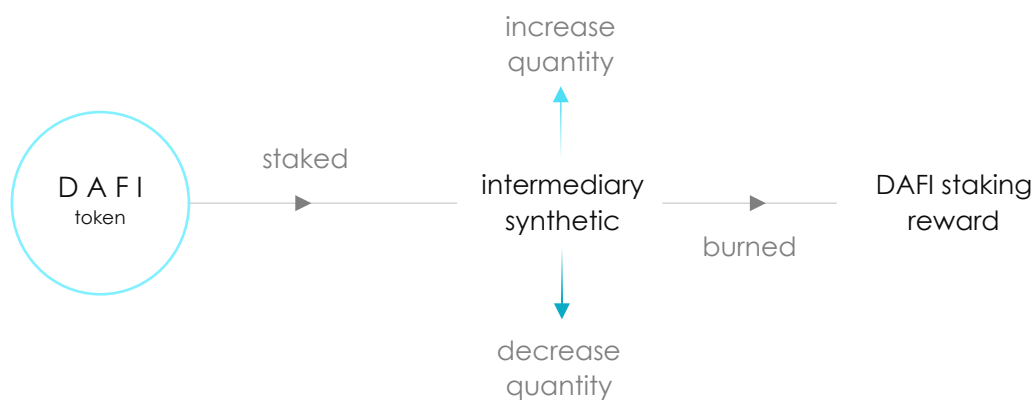 increase
quantity
D A F I
token
staked
intermediary
synthetic
burned
DAFI staking
reward
decrease
quantity